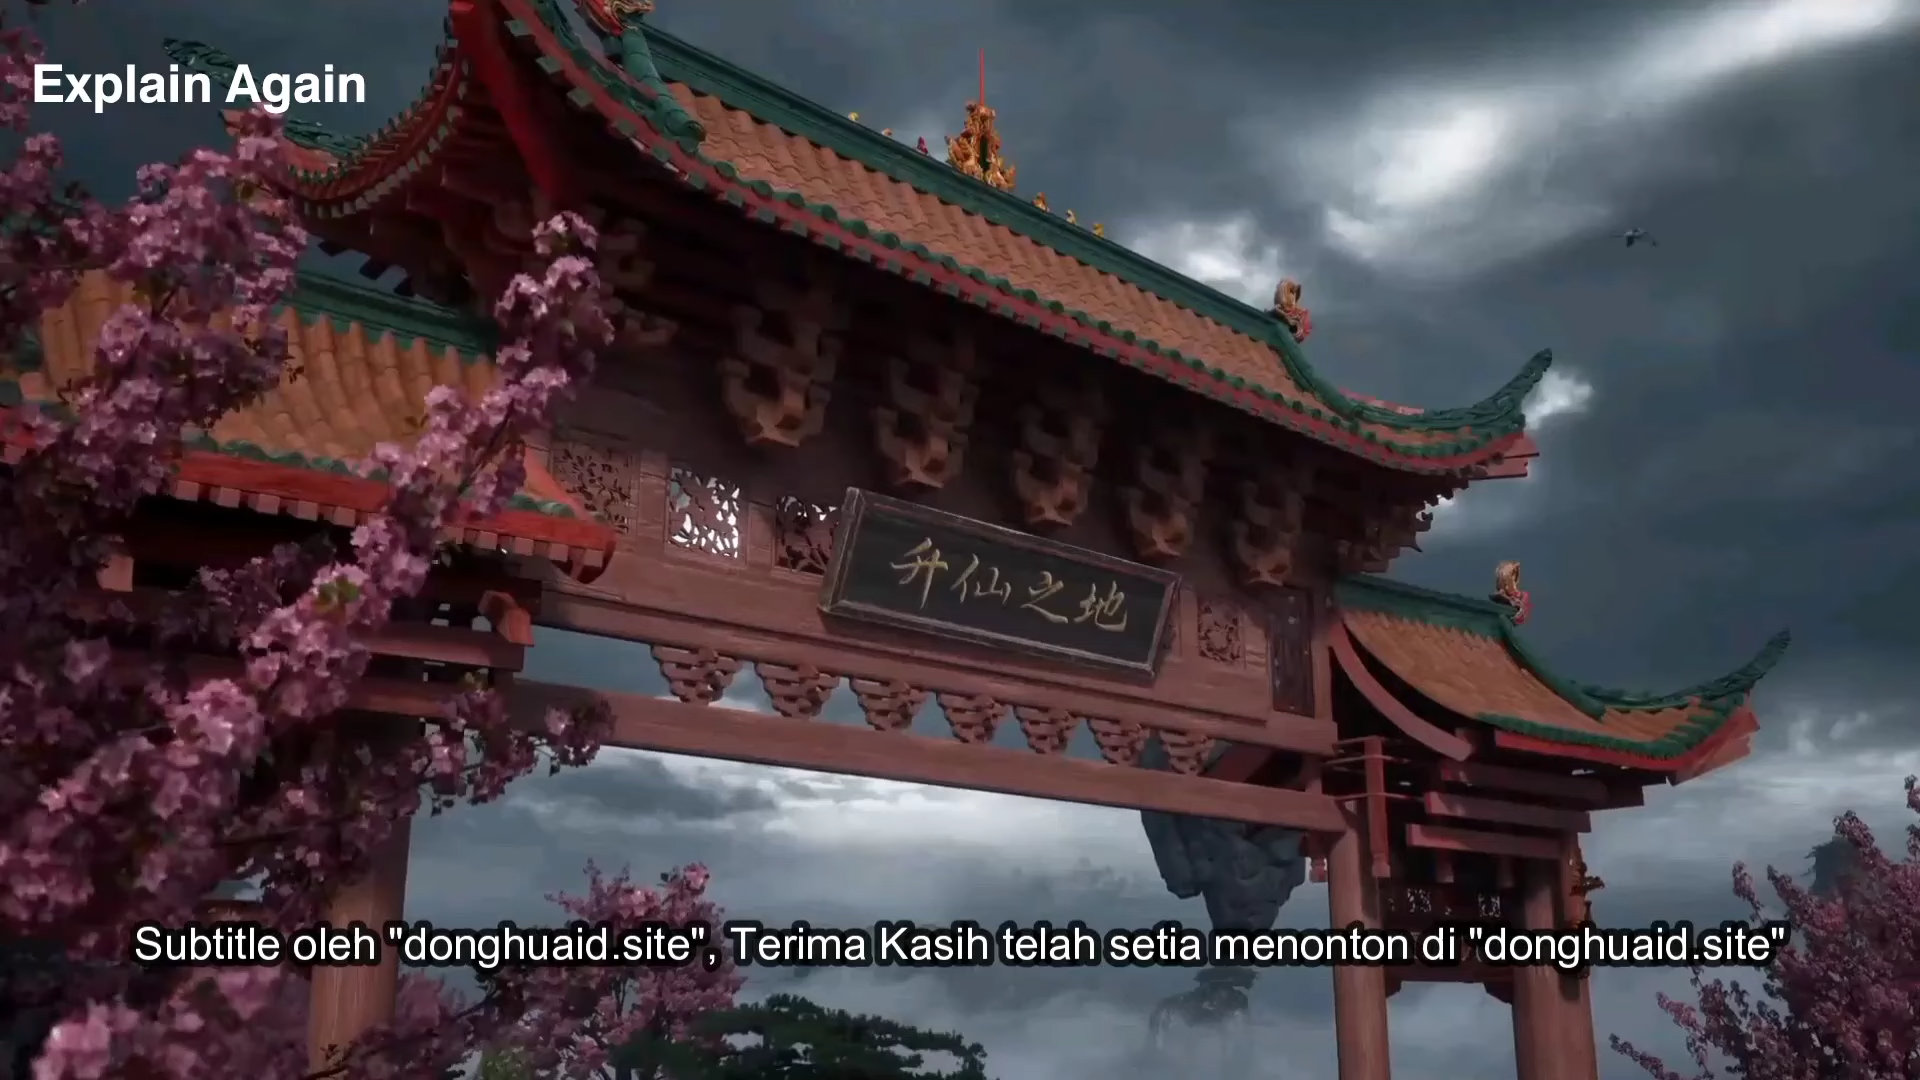 Explain Again
升仙之地
Subtitle oleh "donghuaid.site", Terima Kasih telah setia menonton di "donghuaid.site"